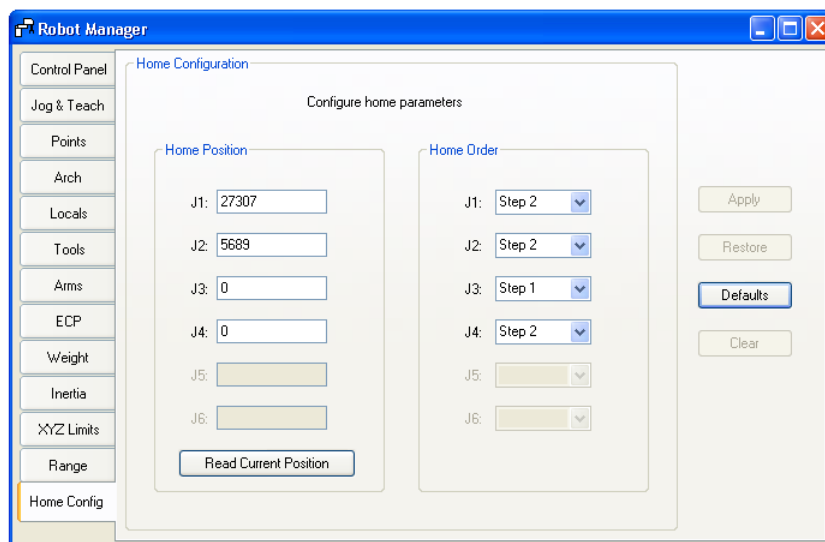 Robot Manager
Control Panel
Jog & Teach
Points
Arch
Locals
Tools
Arms
ECP
Weight
Inertia
XYZ Limits
Range
Home Config
Home Configuration
Configure home parameters
Home Position
J1: 27307
J2: 5689
J3: 0
J4: 0
J5:
J6:
Read Current Position
Home Order
J1: Step 2
J2: Step 2
J3: Step 1
J4: Step 2
J5:
J6:
Apply
Restore
Defaults
Clear